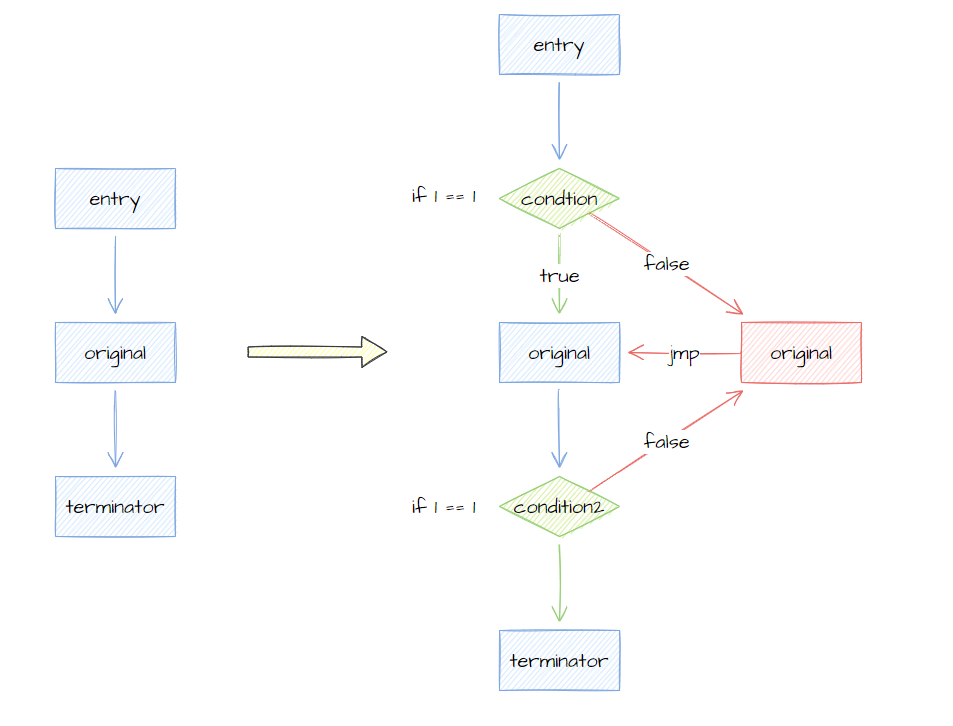 entry
entry
if 1 == 1
condtion
true
false
original
original
jmp
original
false
terminator
if 1 == 1
condition2
terminator